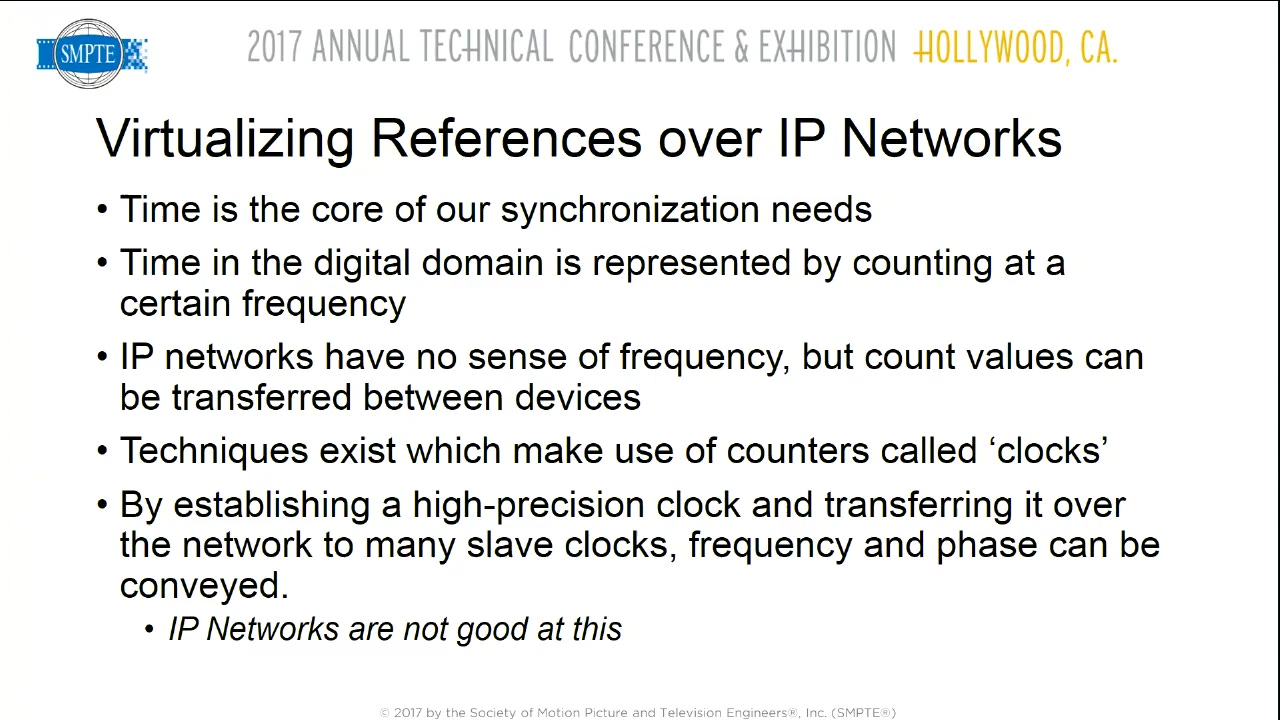 SMPTE
2017 ANNUAL TECHNICAL CONFERENCE & EXHIBITION HOLLYWOOD, CA.
Virtualizing References over IP Networks
• Time is the core of our synchronization needs
• Time in the digital domain is represented by counting at a
certain frequency
• IP networks have no sense of frequency, but count values can
be transferred between devices
• Techniques exist which make use of counters called ‘clocks’
• By establishing a high-precision clock and transferring it over
the network to many slave clocks, frequency and phase can be
conveyed.
• IP Networks are not good at this
© 2017 by the Society of Motion Picture and Television Engineers®, Inc. (SMPTE®)